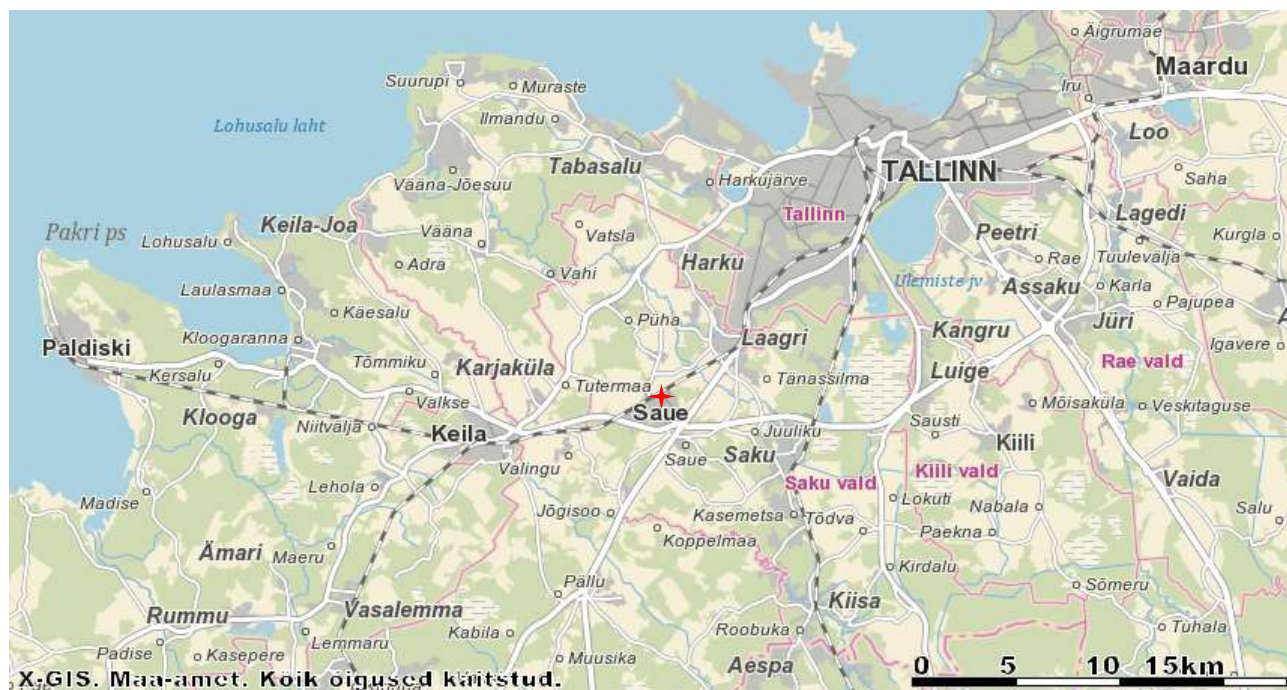 Äigrumäe
Maardu
Suurupi
Muraste
Iru
Ilmandu
Lohusalu laht
Loo
Tabasalu
TALLINN
Saha
Vääna-Jõesuu
Harkujärve
Tallinn
Lagedi
Keila-Joa
Vatsla
Peetri
Kurgla
Pakri ps
Lohusalu
Vääna
Tuulevälja
Adra
Vahi
Harku
Rae
Ülemiste jv
Assaku
Karla
Laulasmaa
Pajupea
Käesalu
Püha
Kangru
Jüri
Kloogaranna
Laagri
Igavere
Paldiski
Tõmmiku
Karjaküla
Luige
Rae vald
Kersalu
Tutermaa
Tänassilma
Valkse
Mõisaküla
Veskitaguse
Klooga
Saue
Niitvälja
Keila
Juuliku
Sausti
Kiili
Saue
Saku
Valingu
Kiili vald
Vaida
Saku vald
Lehola
Madise
Lokuti
Nabala
Salu
Jõgisoo
Kasemetsa
Tõdva
Paekna
Koppelmaa
Ämari
Maeru
Kirdalu
Pällu
Sõmeru
Rummu
Vasalemma
Kiisa
Kabila
Roobuka
Tuhala
Lemmaru
Padise
Kasepere
Muusika
Aespa
0 5 10 15km
X-GIS. Maa-amet. Kõik õigused kaitstud.